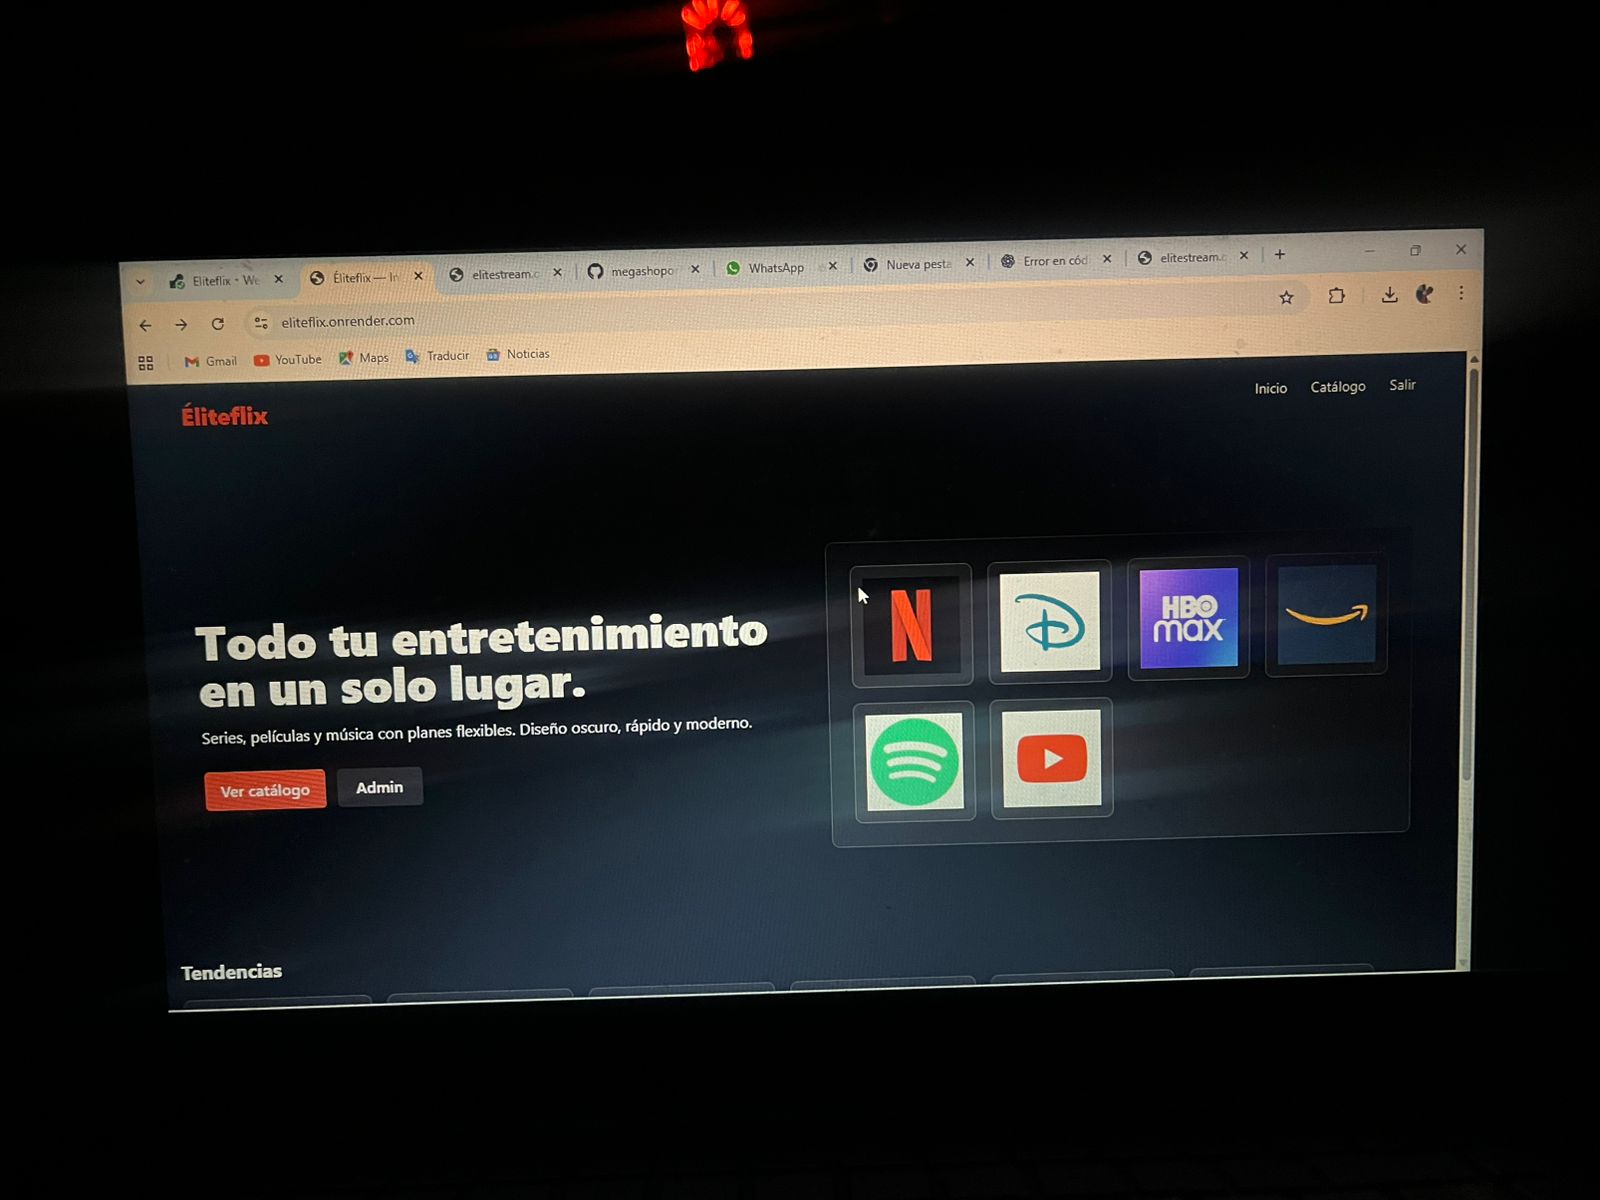 Eliteflix - We
Éliteflix — In
elitestream.c
megashopo
WhatsApp
Nueva pesta
Error en cód
elitestream.c
eliteflix.onrender.com
Gmail
YouTube
Maps
Traducir
Noticias
Éliteflix
Inicio
Catálogo
Salir
Todo tu entretenimiento
en un solo lugar.
Series, películas y música con planes flexibles. Diseño oscuro, rápido y moderno.
Ver catálogo
Admin
N
D
HBO
max
Tendencias